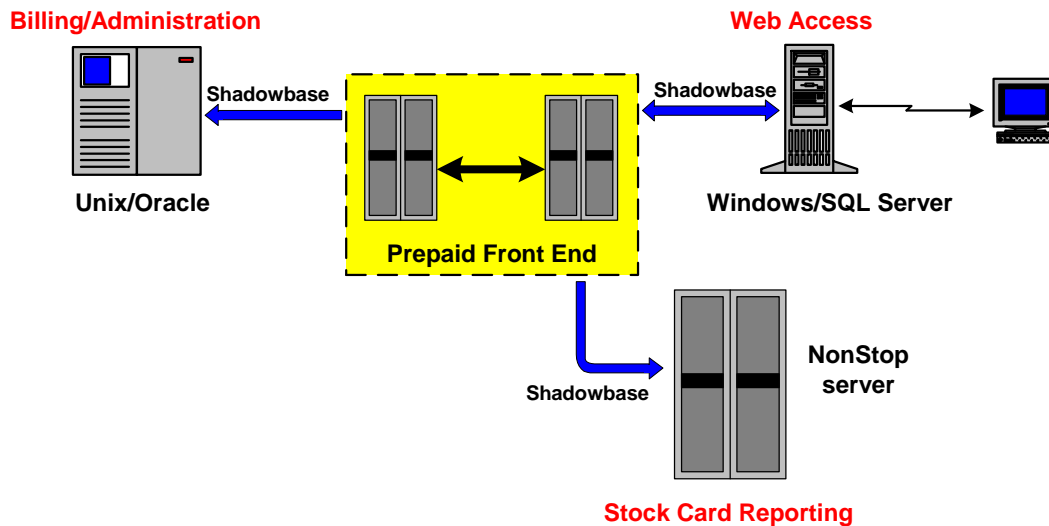 Billing/Administration
Web Access
Shadowbase
Shadowbase
Unix/Oracle
Windows/SQL Server
Prepaid Front End
NonStop
server
Shadowbase
Stock Card Reporting